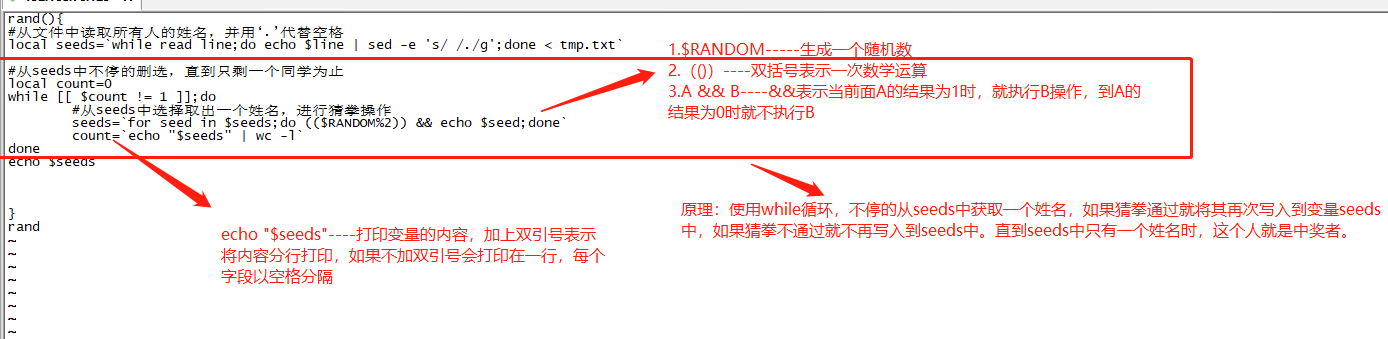 rand(){
#从文件中读取所有人的姓名，并用‘.’代替空格
local seeds=`while read line;do echo $line | sed -e 's/ /./g';done < tmp.txt`
#从seeds中不停的删选，直到只剩一个同学为止
local count=0
while [[ $count != 1 ]];do
#从seeds中选择取出一个姓名，进行猜拳操作
seeds=`for seed in $seeds;do (($RANDOM%2)) && echo $seed;done`
count=`echo "$seeds" | wc -l`
done
echo $seeds
}
rand
~
~
~
~
~
~
~
~
1.$RANDOM-----生成一个随机数
2.（()）----双括号表示一次数学运算
3.A && B----&&表示当前面A的结果为1时，就执行B操作，到A的
结果为0时就不执行B
echo "$seeds"----打印变量的内容，加上双引号表示
将内容分行打印，如果不加双引号会打印在一行，每个
字段以空格分隔
原理：使用while循环，不停的从seeds中获取一个姓名，如果猜拳通过就将其再次写入到变量seeds
中，如果猜拳不通过就不再写入到seeds中。直到seeds中只有一个姓名时，这个人就是中奖者。